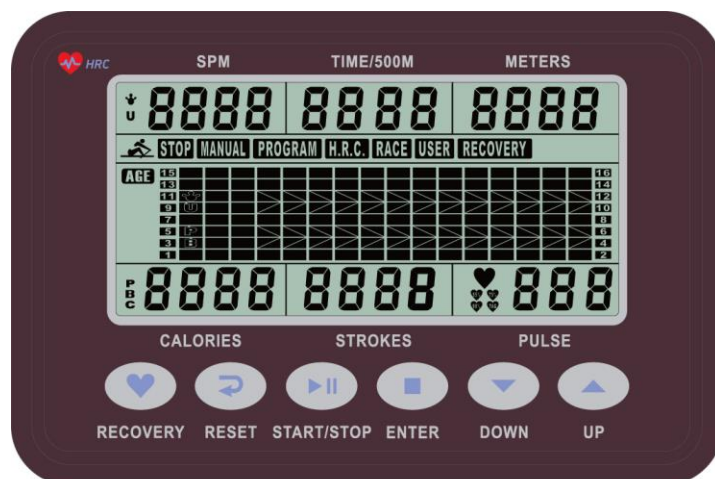 HRC SPM TIME/500M METERS
U 8888 8888 8888
STOP MANUAL PROGRAM H.R.C. RACE USER RECOVERY
AGE 15 16
13 14
11 12
9 U 10
7 8
5 P 6
3 B 4
1 2
P B C 8888 8888 888
CALORIES STROKES PULSE
RECOVERY RESET START/STOP ENTER DOWN UP